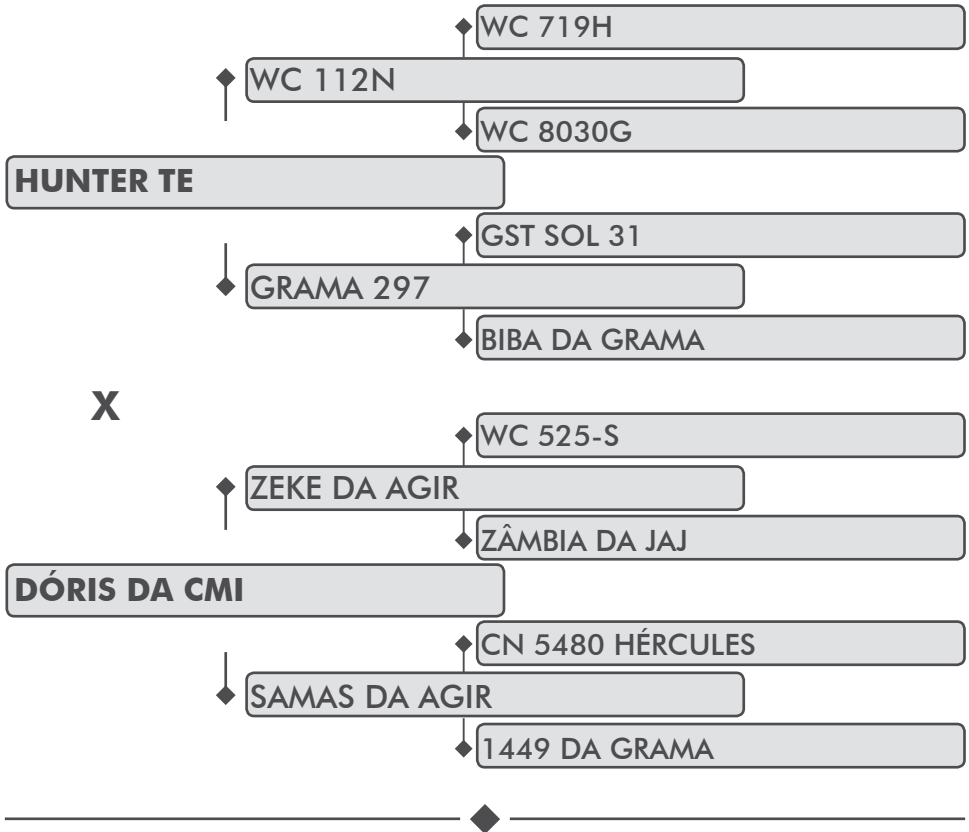 WC 719H
WC 112N
WC 8030G
HUNTER TE
GST SOL 31
GRAMA 297
BIBA DA GRAMA
X
WC 525-S
ZEKE DA AGIR
ZÂMBIA DA JAJ
DÓRIS DA CMI
CN 5480 HÉRCULES
SAMAS DA AGIR
1449 DA GRAMA